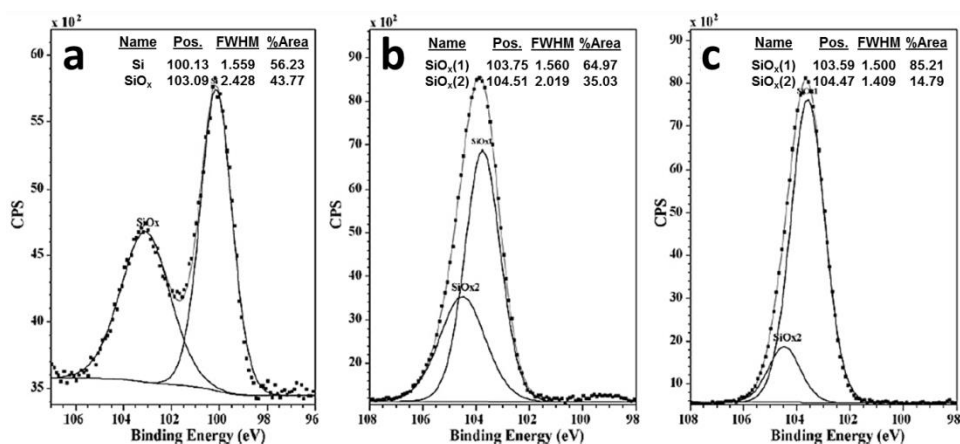 a
x 10²
Name Pos. FWHM %Area
Si 100.13 1.559 56.23
SiOₓ 103.09 2.428 43.77
60
55
50
45
40
35
CPS
SiOx
Si
106 104 102 100 98 96
Binding Energy (eV)
b
x 10²
Name Pos. FWHM %Area
SiOₓ(1) 103.75 1.560 64.97
SiOₓ(2) 104.51 2.019 35.03
90
80
70
60
50
40
30
20
CPS
SiOx1
SiOx2
108 106 104 102 100 98
Binding Energy (eV)
c
x 10²
Name Pos. FWHM %Area
SiOₓ(1) 103.59 1.500 85.21
SiOₓ(2) 104.47 1.409 14.79
90
80
70
60
50
40
30
20
10
CPS
SiOx1
SiOx2
108 106 104 102 100 98
Binding Energy (eV)